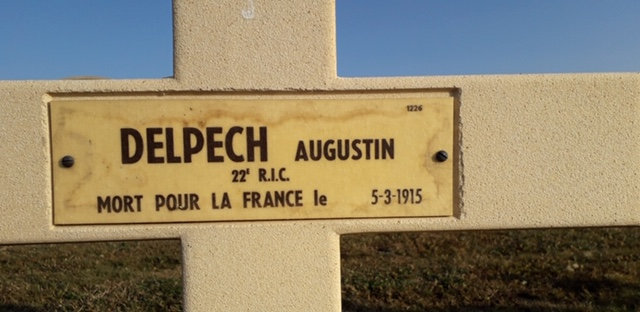 1226
DELPECH AUGUSTIN
22ᴱ R.I.C.
MORT POUR LA FRANCE le 5-3-1915